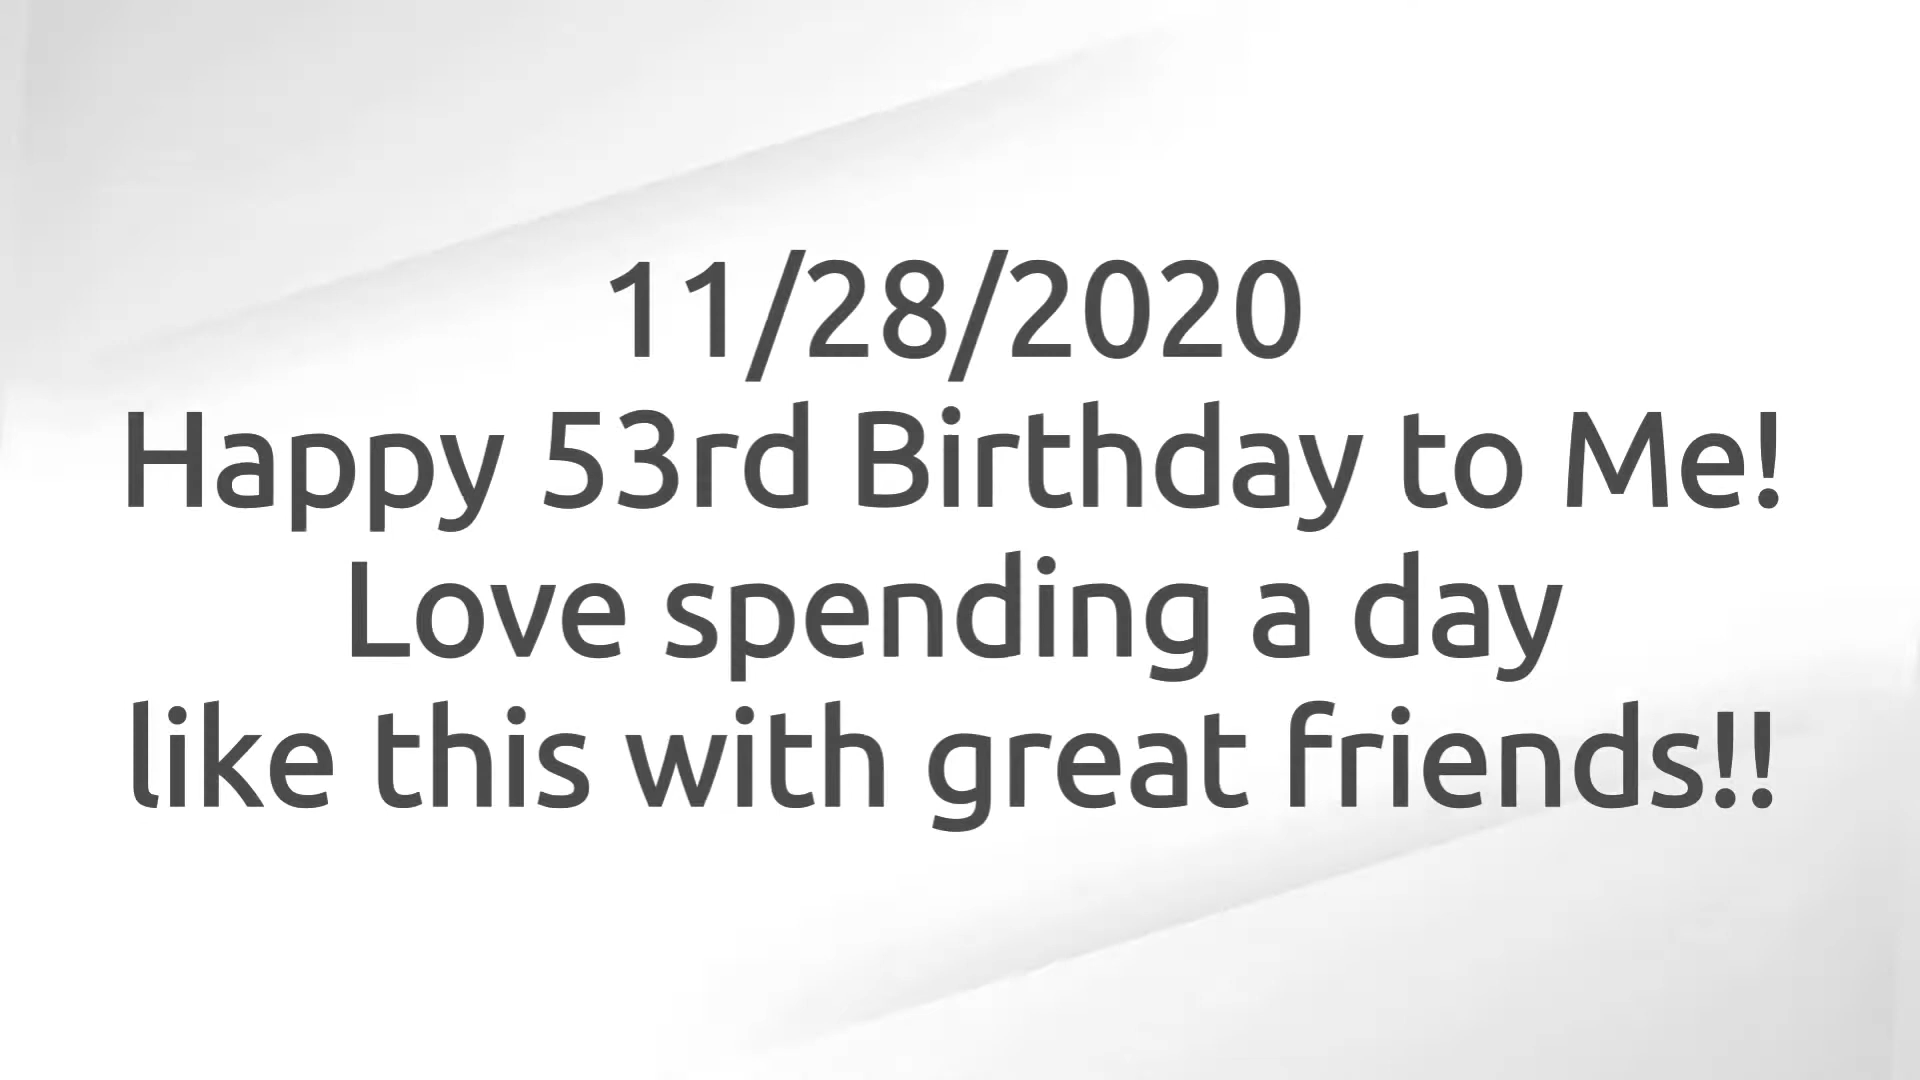 11/28/2020
Happy 53rd Birthday to Me!
Love spending a day
like this with great friends!!